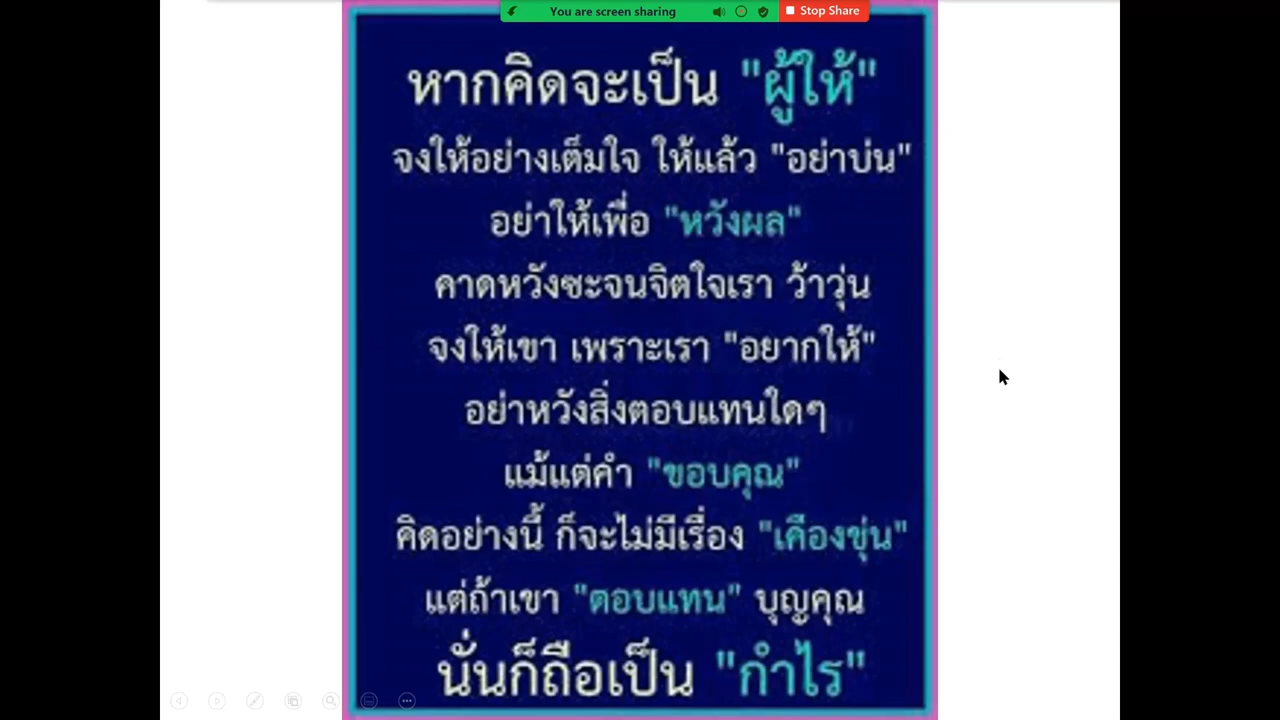 You are screen sharing Stop Share
หากคิดจะเป็น "ผู้ให้"
จงให้อย่างเต็มใจ ให้แล้ว "อย่าบ่น"
อย่าให้เพื่อ "หวังผล"
คาดหวังซะจนจิตใจเรา ว้าวุ่น
จงให้เขา เพราะเรา "อยากให้"
อย่าหวังสิ่งตอบแทนใดๆ
แม้แต่คำ "ขอบคุณ"
คิดอย่างนี้ ก็จะไม่มีเรื่อง "เคืองขุ่น"
แต่ถ้าเขา "ตอบแทน" บุญคุณ
นั่นก็ถือเป็น "กำไร"